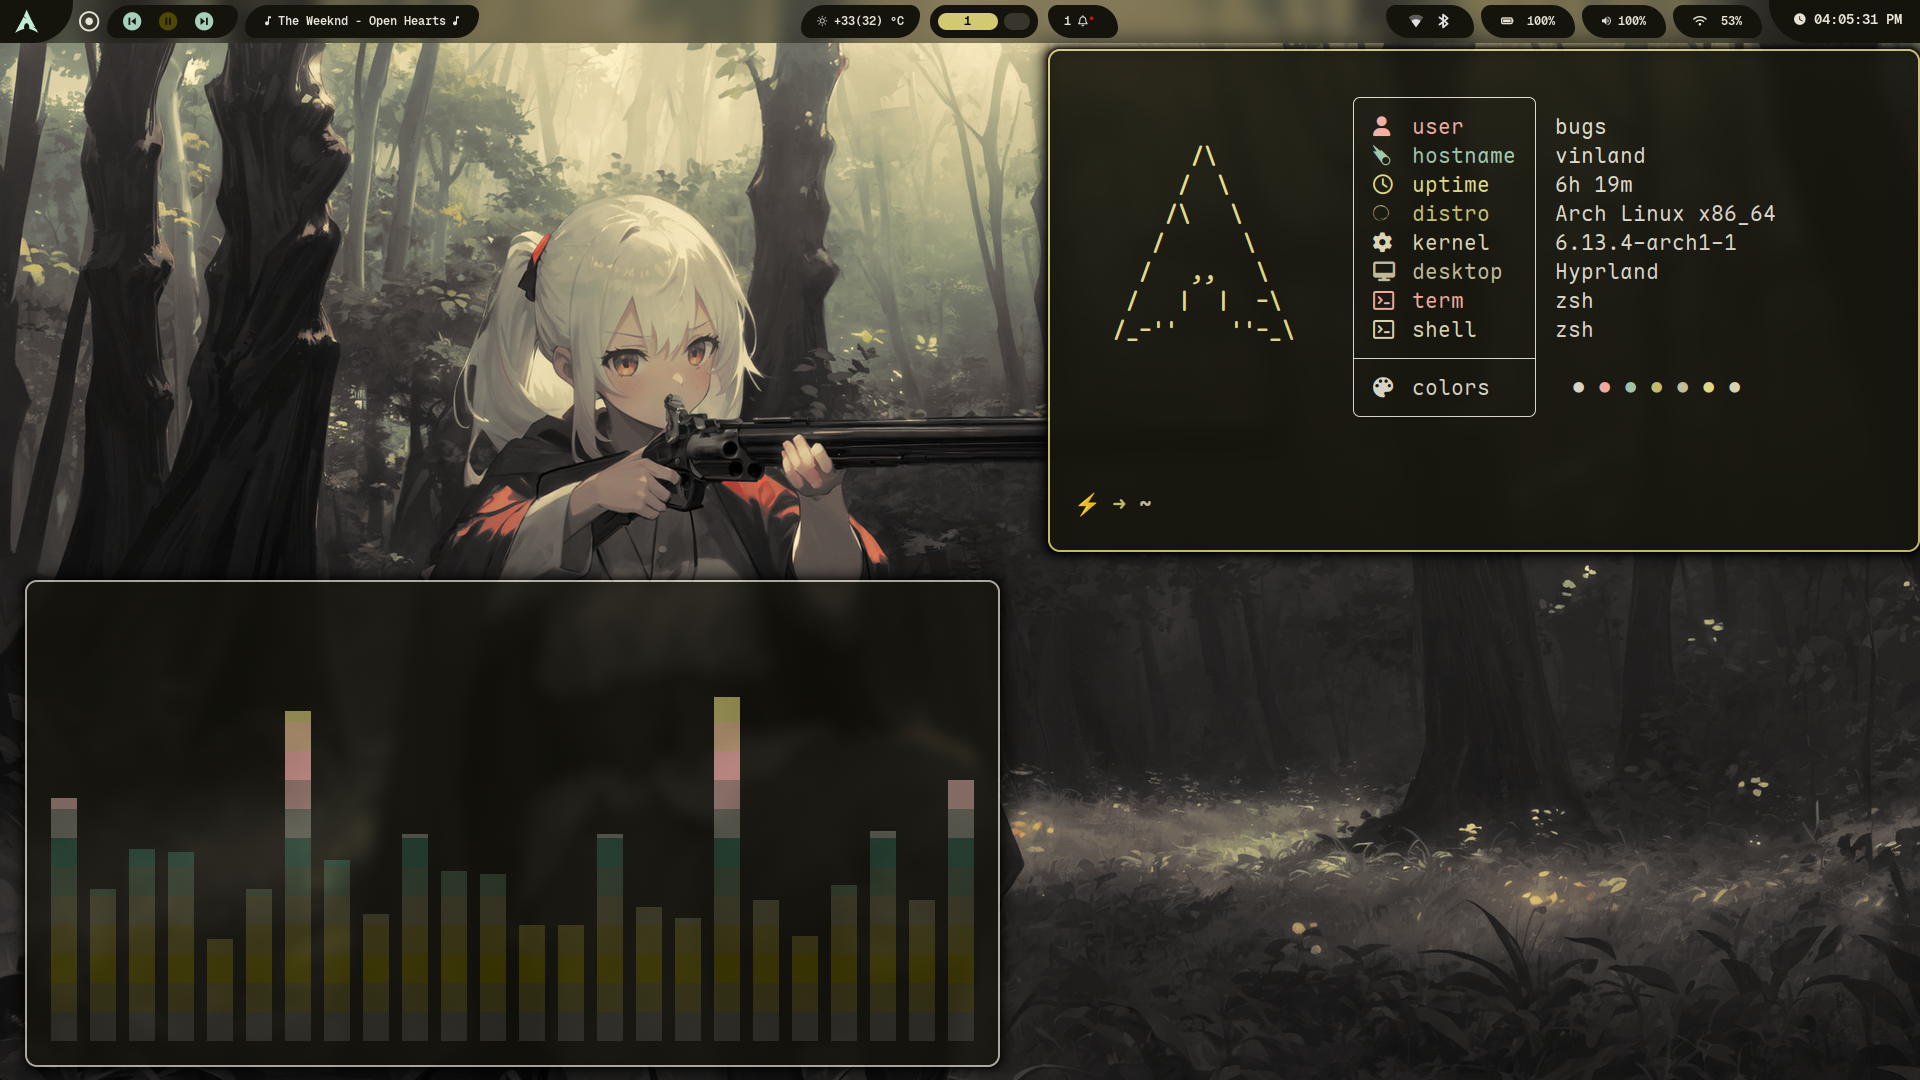 ♪ The Weeknd - Open Hearts ♪
+33(32) °C
1
1
100%
100%
53%
04:05:31 PM
user bugs
hostname vinland
uptime 6h 19m
distro Arch Linux x86_64
kernel 6.13.4-arch1-1
desktop Hyprland
term zsh
shell zsh
colors
/\
/  \
/\   \
/      \
/   ,,   \
/   |  |  -\
/_-''    ''-_\
⚡ → ~